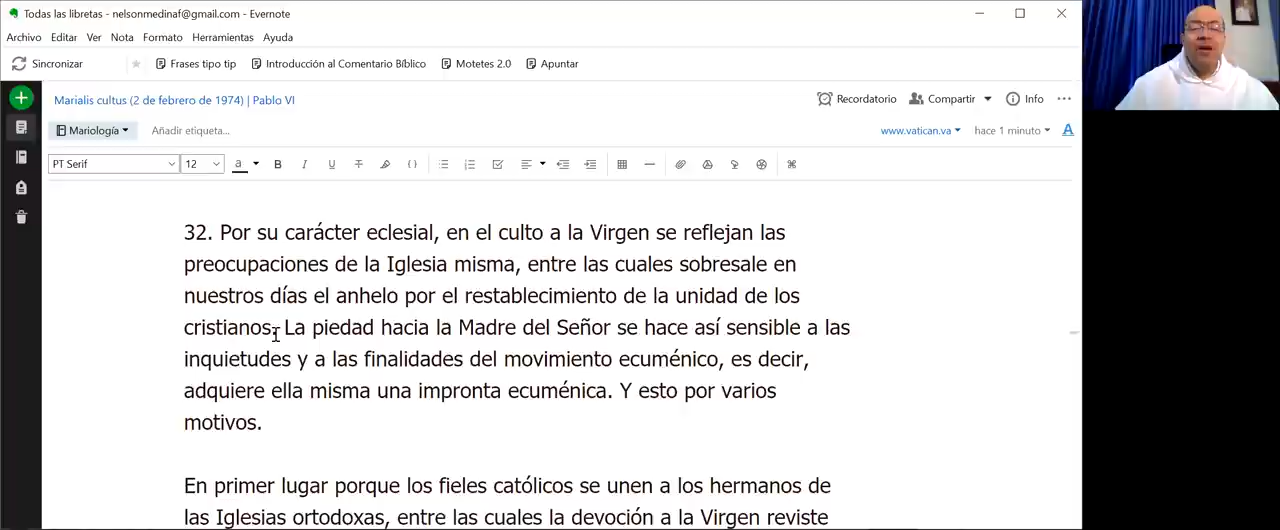 Todas las libretas - nelsonmedinaf@gmail.com - Evernote
Archivo Editar Ver Nota Formato Herramientas Ayuda
Sincronizar Frases tipo tip Introducción al Comentario Bíblico Motetes 2.0 Apuntar
Marialis cultus (2 de febrero de 1974) | Pablo VI Recordatorio Compartir Info
Mariología Añadir etiqueta... www.vatican.va hace 1 minuto A
PT Serif 12 a B I U T
32. Por su carácter eclesial, en el culto a la Virgen se reflejan las
preocupaciones de la Iglesia misma, entre las cuales sobresale en
nuestros días el anhelo por el restablecimiento de la unidad de los
cristianos. La piedad hacia la Madre del Señor se hace así sensible a las
inquietudes y a las finalidades del movimiento ecuménico, es decir,
adquiere ella misma una impronta ecuménica. Y esto por varios
motivos.
En primer lugar porque los fieles católicos se unen a los hermanos de
las Iglesias ortodoxas, entre las cuales la devoción a la Virgen reviste